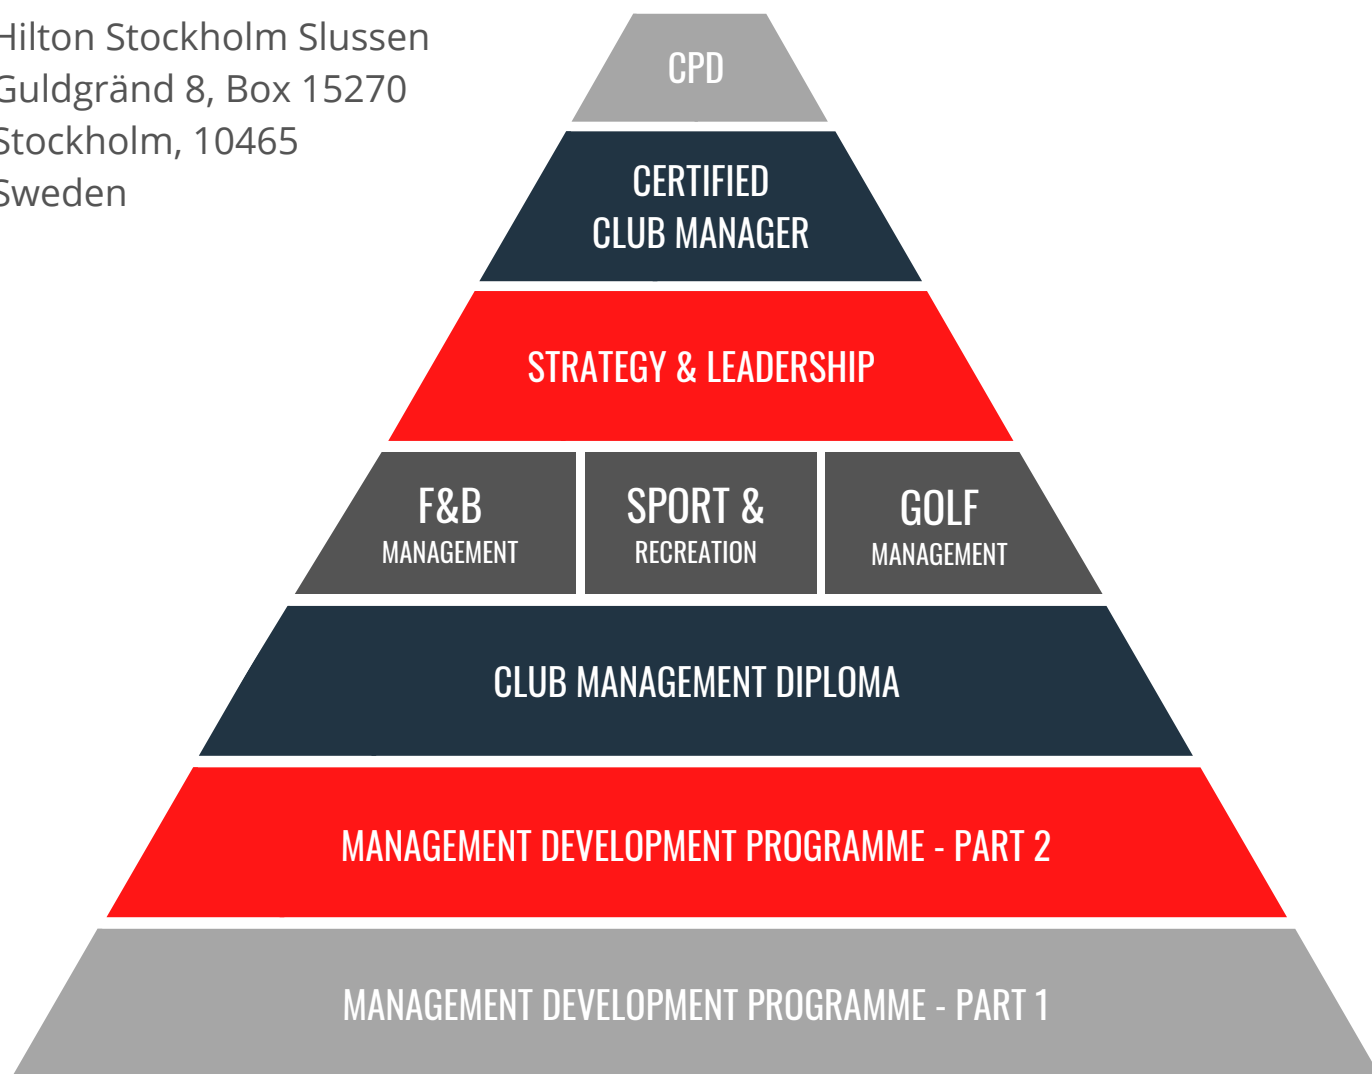 Hilton Stockholm Slussen
Guldgränd 8, Box 15270
Stockholm, 10465
Sweden
CPD
CERTIFIED
CLUB MANAGER
STRATEGY & LEADERSHIP
F&B
MANAGEMENT
SPORT &
RECREATION
GOLF
MANAGEMENT
CLUB MANAGEMENT DIPLOMA
MANAGEMENT DEVELOPMENT PROGRAMME - PART 2
MANAGEMENT DEVELOPMENT PROGRAMME - PART 1